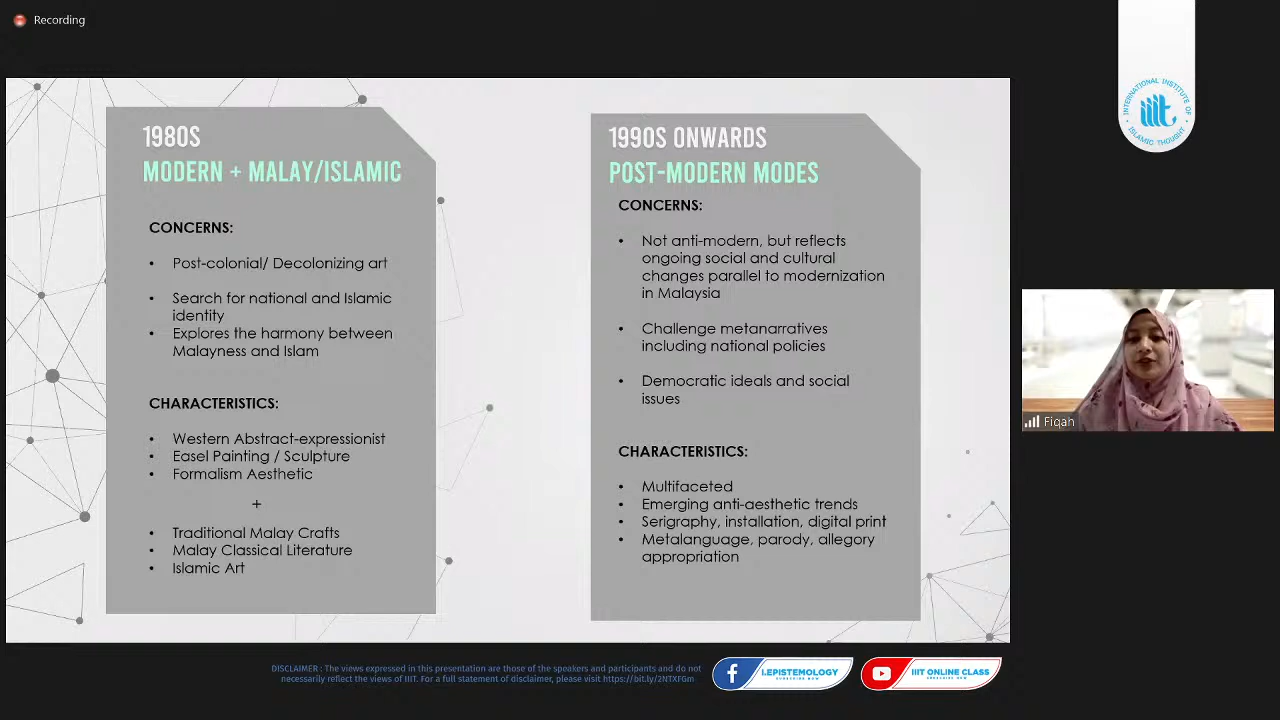 Recording
1980S
MODERN + MALAY/ISLAMIC
CONCERNS:
• Post-colonial/ Decolonizing art
• Search for national and Islamic
identity
• Explores the harmony between
Malayness and Islam
CHARACTERISTICS:
• Western Abstract-expressionist
• Easel Painting / Sculpture
• Formalism Aesthetic
+
• Traditional Malay Crafts
• Malay Classical Literature
• Islamic Art
1990S ONWARDS
POST-MODERN MODES
CONCERNS:
• Not anti-modern, but reflects
ongoing social and cultural
changes parallel to modernization
in Malaysia
• Challenge metanarratives
including national policies
• Democratic ideals and social
issues
CHARACTERISTICS:
• Multifaceted
• Emerging anti-aesthetic trends
• Serigraphy, installation, digital print
• Metalanguage, parody, allegory
appropriation
INTERNATIONAL INSTITUTE OF
iiit
ISLAMIC THOUGHT
Fiqah
DISCLAIMER : The views expressed in this presentation are those of the speakers and participants and do not
necessarily reflect the views of IIIT. For a full statement of disclaimer, please visit https://bit.ly/2NTXFGm
I.EPISTEMOLOGY
SUBSCRIBE NOW
IIIT ONLINE CLASS
SUBSCRIBE NOW